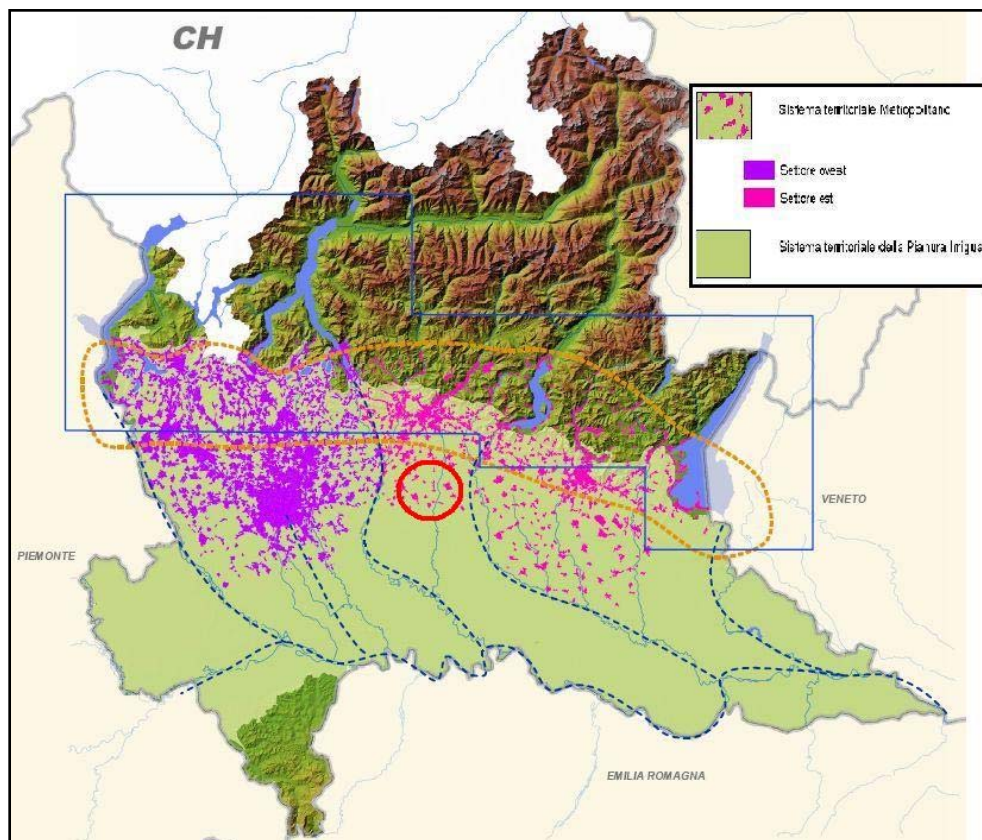 CH
Sistema territoriale Metropolitano
Settore ovest
Settore est
Sistema territoriale della Pianura Irrigua
VENETO
PIEMONTE
EMILIA ROMAGNA